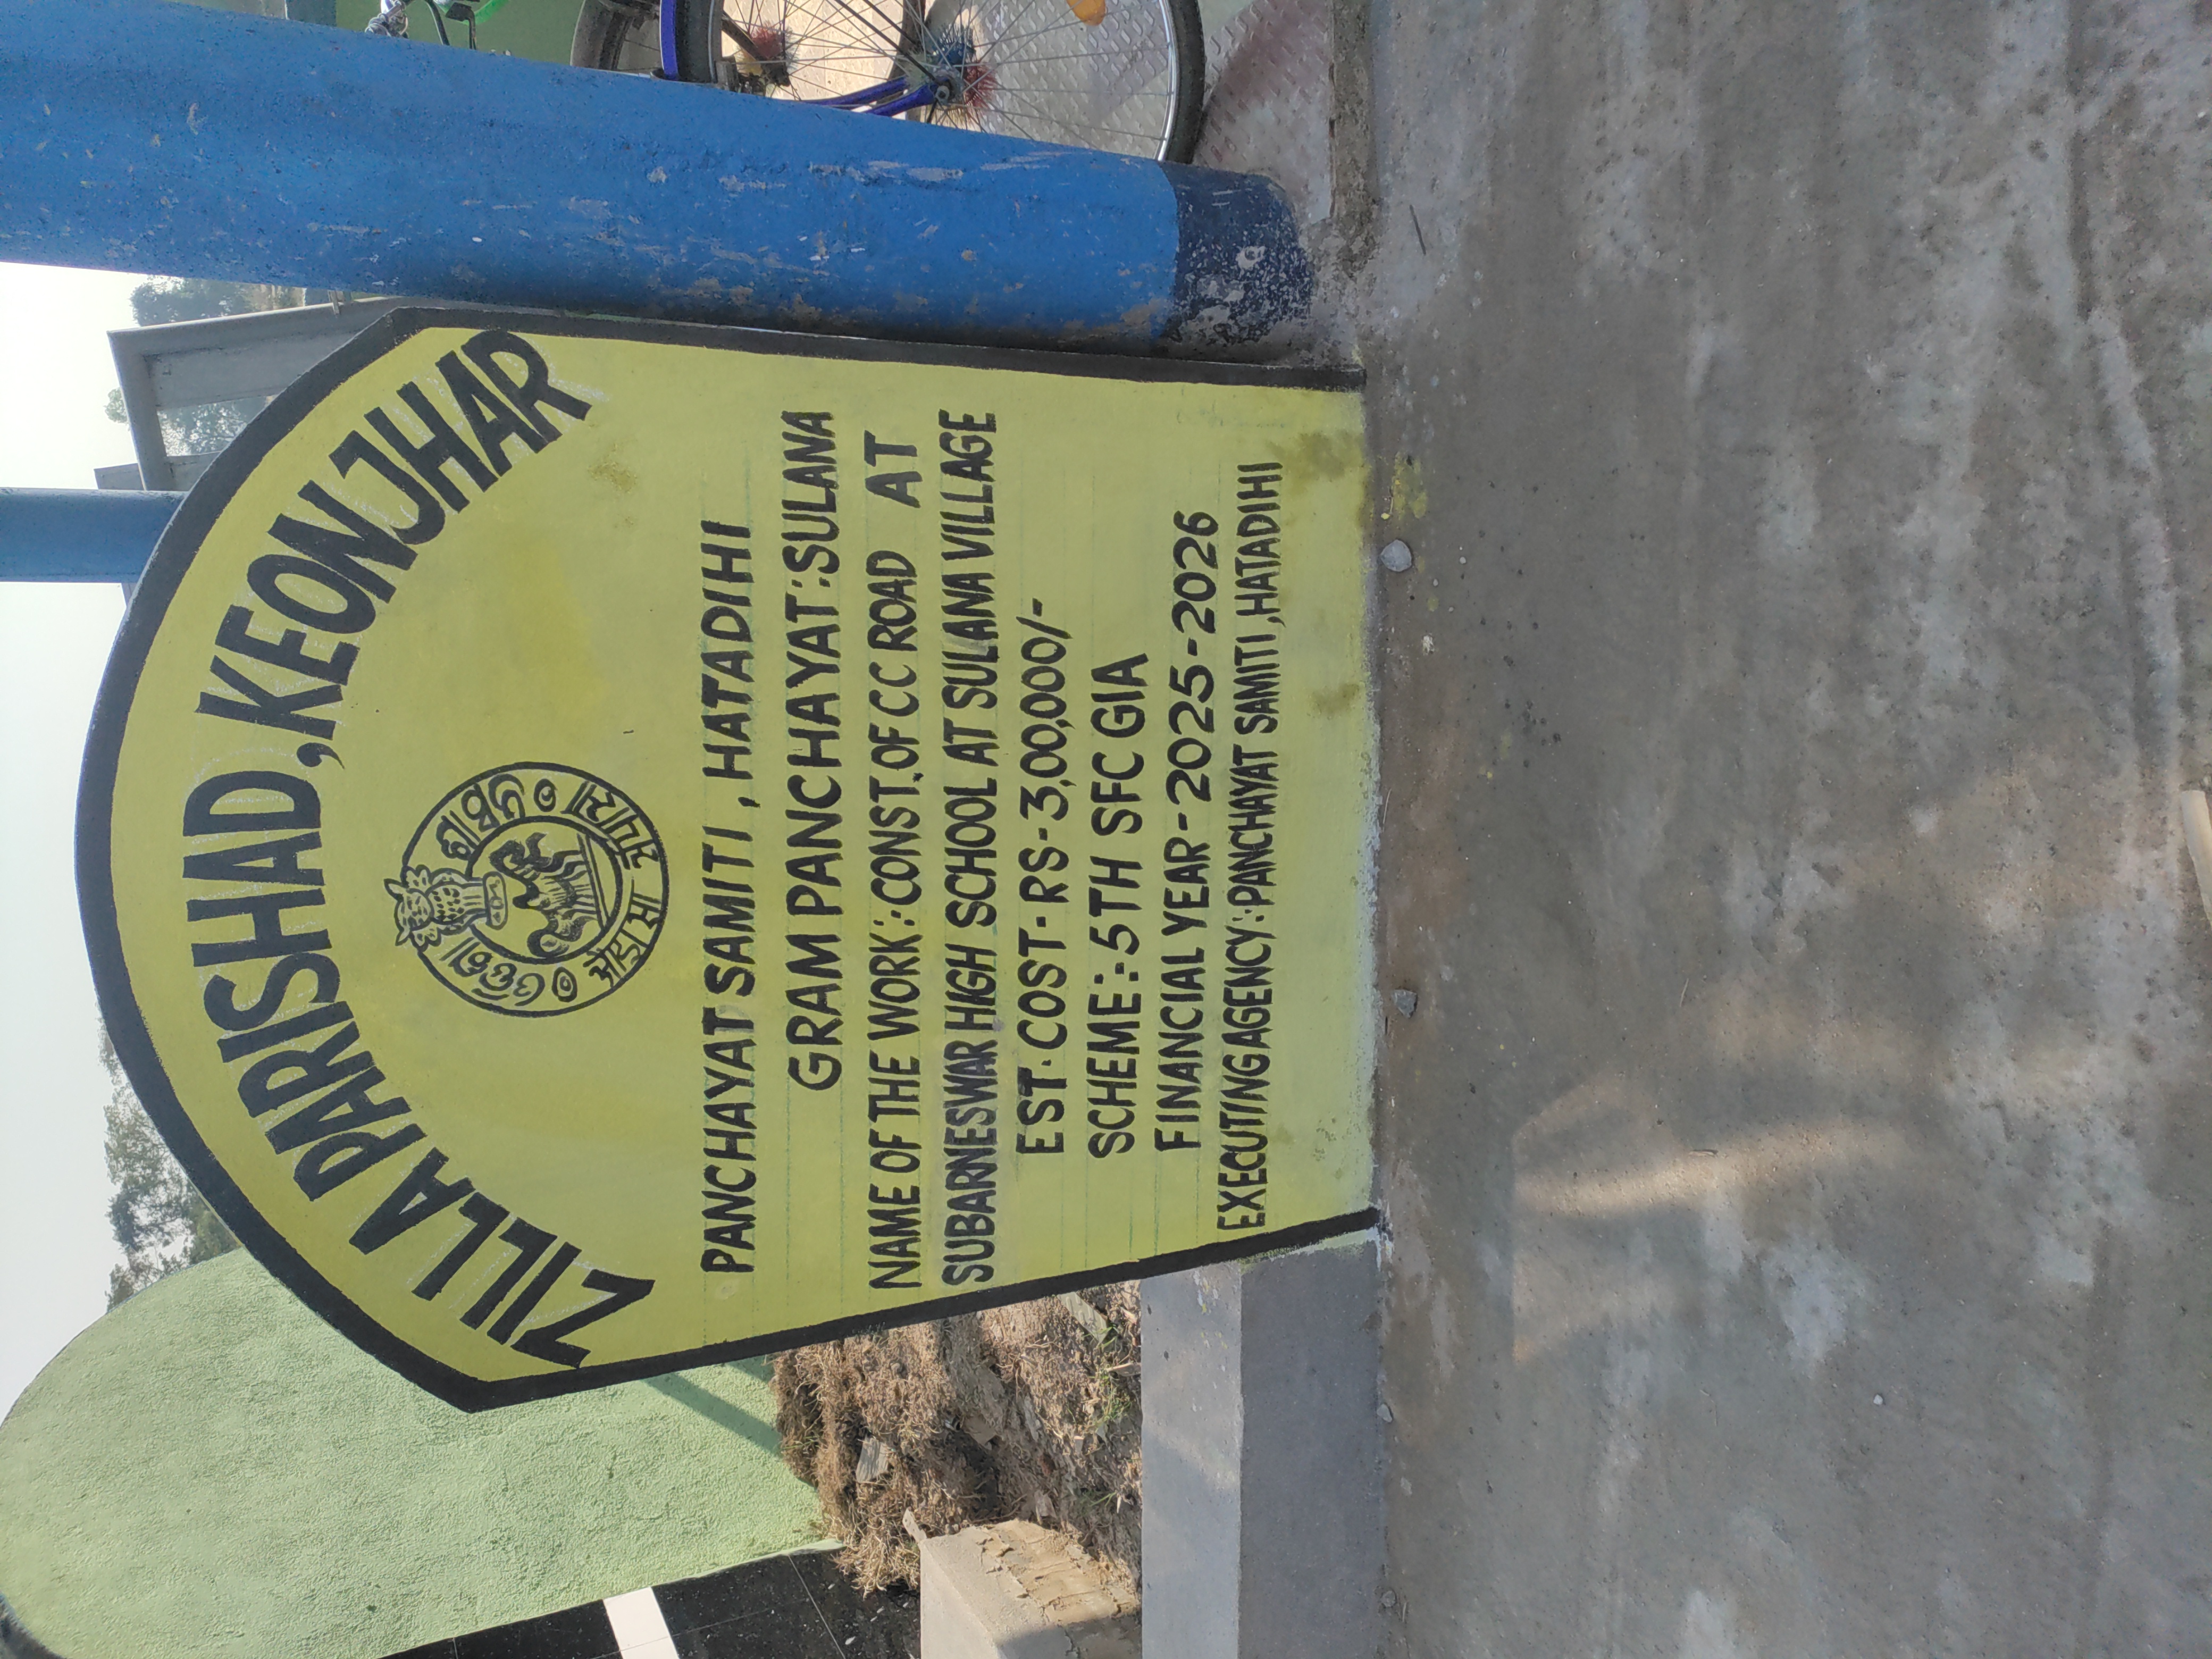 ZILLA PARISHAD, KEONJHAR
ଓଡ଼ିଶା ଶାସନ
PANCHAYAT SAMITI, HATADIHI
GRAM PANCHAYAT:SULANA
NAME OF THE WORK:-CONST.OF CC ROAD AT
SUBARNESWAR HIGH SCHOOL AT SULANA VILLAGE
EST. COST-RS-3,00,000/-
SCHEME:-5TH SFC GIA
FINANCIAL YEAR-2025-2026
EXECUTING AGENCY:-PANCHAYAT SAMITI, HATADIHI